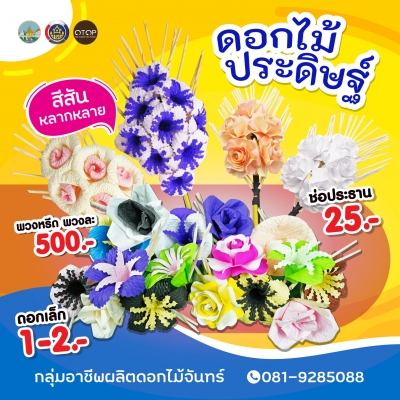 OTOP
ดอกไม้
ประดิษฐ์
สีสัน
หลากหลาย
พวงหรีด พวงละ
500.-
ช่อประธาน
25.-
ดอกเล็ก
1-2.-
กลุ่มอาชีพผลิตดอกไม้จันทร์
081-9285088